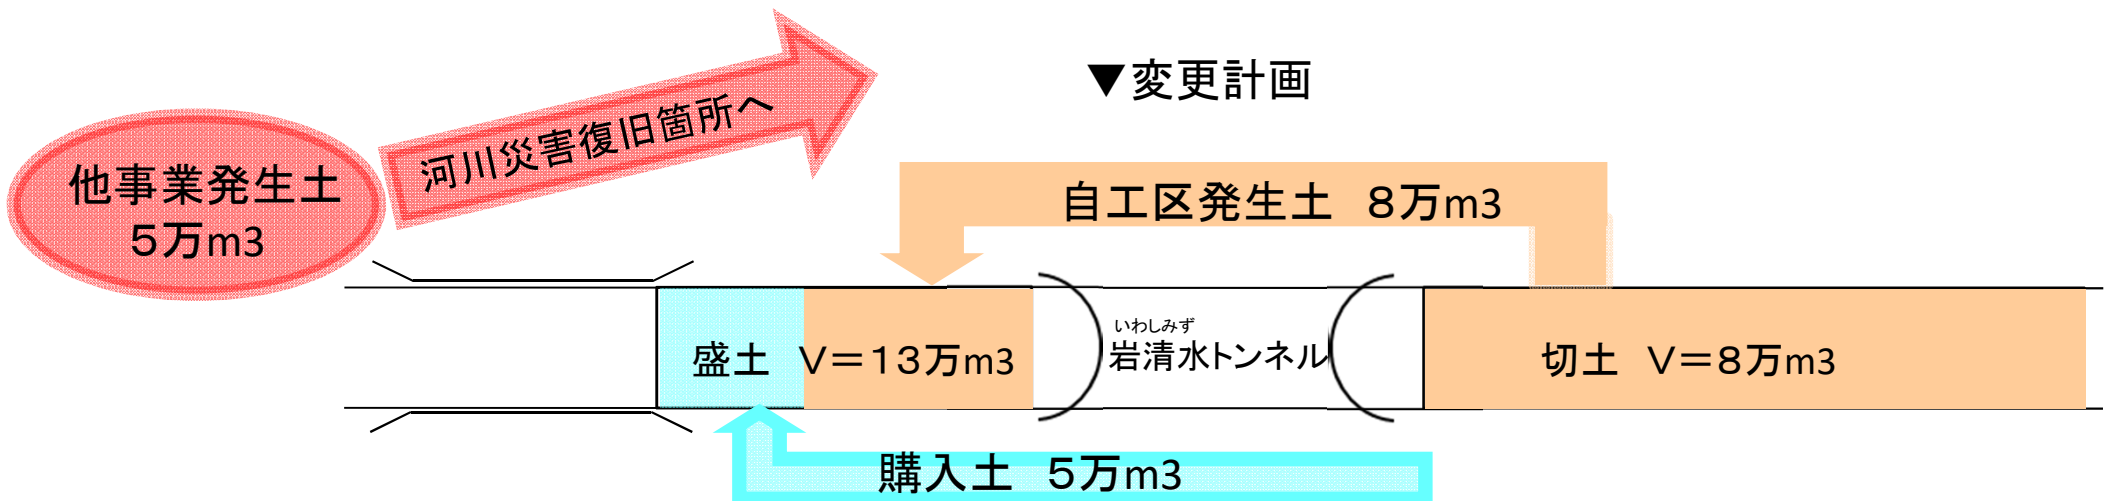 ▼変更計画
河川災害復旧箇所へ
他事業発生土
５万m3
自工区発生土　８万m3
いわしみず
盛土　Ｖ＝１３万m3
岩清水トンネル
切土　Ｖ＝８万m3
購入土　５万m3